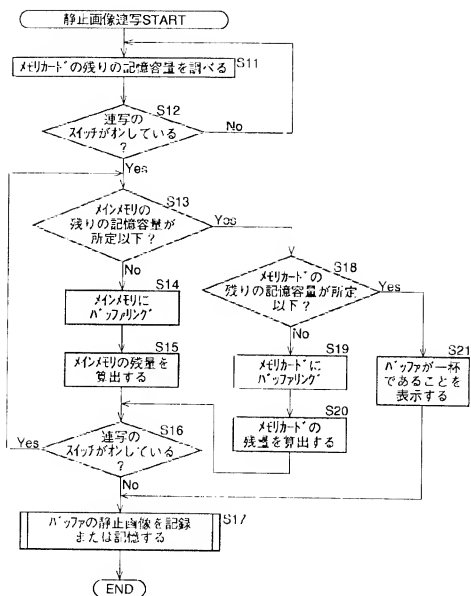 静止画像連写START
メモリカードの残りの記憶容量を調べる
S11
S12
連写の
スイッチがオンしている
?
No
Yes
S13
メインメモリの
残りの記憶容量が
所定以下?
Yes
No
S14
メインメモリに
バッファリング
S15
メインメモリの残量を
算出する
S16
連写の
スイッチがオンしている
?
Yes
No
S18
メモリカードの
残りの記憶容量が所定
以下?
Yes
No
S19
メモリカードに
バッファリング
S20
メモリカードの
残量を算出する
S21
バッファが一杯
であることを
表示する
S17
バッファの静止画像を記録
または記憶する
END